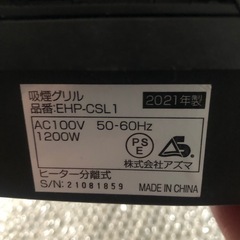 吸煙グリル
2021年製
品番:EHP-CSL1
AC100V 50-60Hz
1200W
PS
E
株式会社アズマ
ヒーター分離式
S/N: 21081859
MADE IN CHINA